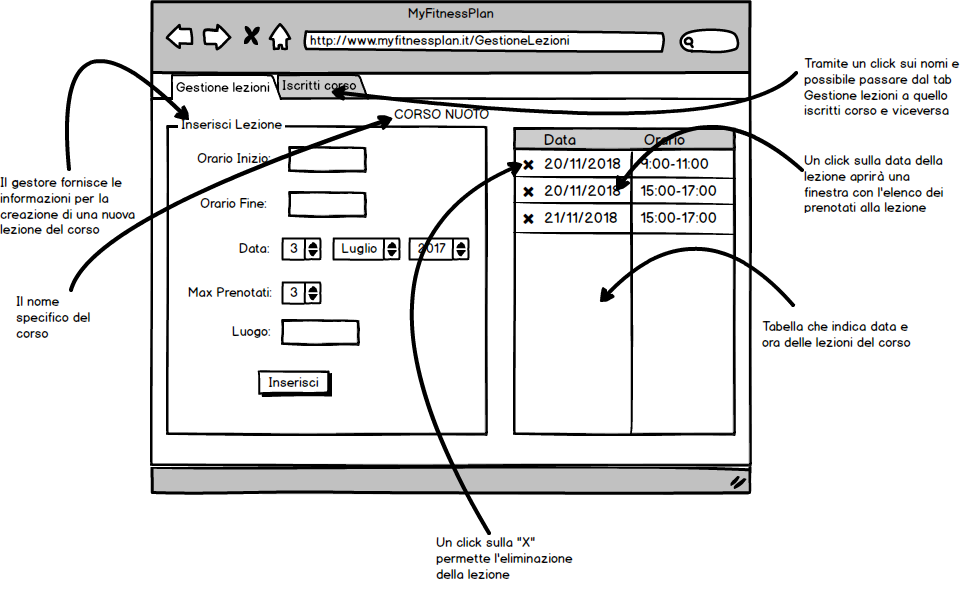 MyFitnessPlan
http://www.myfitnessplan.it/GestioneLezioni
Gestione lezioni
Iscritti corso
CORSO NUOTO
Inserisci Lezione
Orario Inizio:
Orario Fine:
Data:
3
Luglio
2017
Max Prenotati:
3
Luogo:
Inserisci
Data Orario
20/11/2018 9:00-11:00
20/11/2018 15:00-17:00
21/11/2018 15:00-17:00
Il gestore fornisce le
informazioni per la
creazione di una nuova
lezione del corso
Il nome
specifico del
corso
Tramite un click sui nomi e
possibile passare dal tab
Gestione lezioni a quello
iscritti corso e viceversa
Un click sulla data della
lezione aprirà una
finestra con l'elenco dei
prenotati alla lezione
Tabella che indica data e
ora delle lezioni del corso
Un click sulla "X"
permette l'eliminazione
della lezione